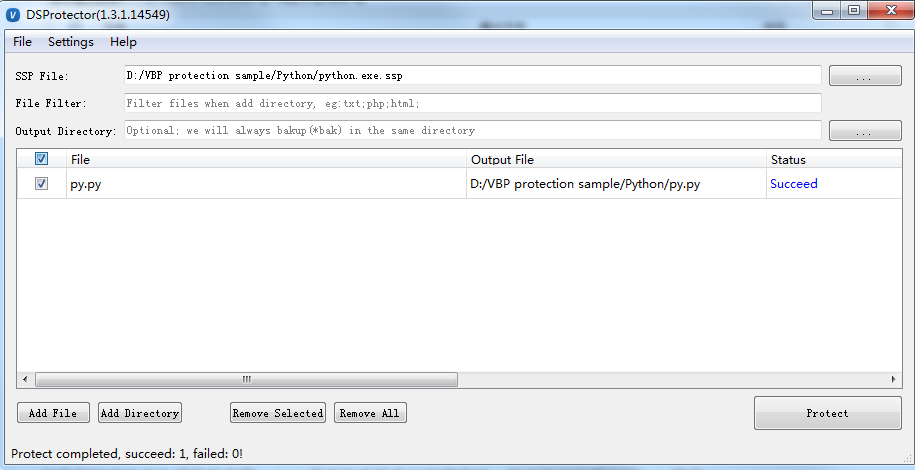 DSProtector(1.3.1.14549)
File Settings Help
SSP File: D:/VBP protection sample/Python/python.exe.ssp ...
File Filter: Filter files when add directory, eg:txt;php;html;
Output Directory: Optional; we will always bakup(*bak) in the same directory ...
File Output File Status
py.py D:/VBP protection sample/Python/py.py Succeed
Add File Add Directory Remove Selected Remove All Protect
Protect completed, succeed: 1, failed: 0!